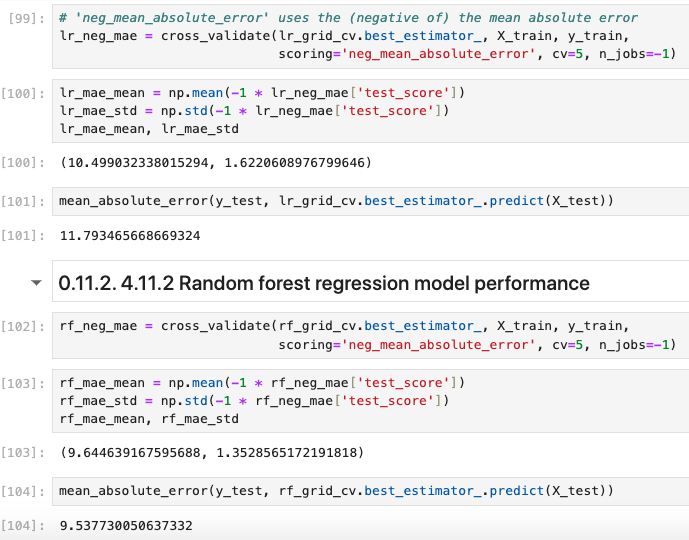 [99]: # 'neg_mean_absolute_error' uses the (negative of) the mean absolute error
lr_neg_mae = cross_validate(lr_grid_cv.best_estimator_, X_train, y_train,
scoring='neg_mean_absolute_error', cv=5, n_jobs=-1)
[100]: lr_mae_mean = np.mean(-1 * lr_neg_mae['test_score'])
lr_mae_std = np.std(-1 * lr_neg_mae['test_score'])
lr_mae_mean, lr_mae_std
[100]: (10.499032338015294, 1.6220608976799646)
[101]: mean_absolute_error(y_test, lr_grid_cv.best_estimator_.predict(X_test))
[101]: 11.793465668669324
0.11.2. 4.11.2 Random forest regression model performance
[102]: rf_neg_mae = cross_validate(rf_grid_cv.best_estimator_, X_train, y_train,
scoring='neg_mean_absolute_error', cv=5, n_jobs=-1)
[103]: rf_mae_mean = np.mean(-1 * rf_neg_mae['test_score'])
rf_mae_std = np.std(-1 * rf_neg_mae['test_score'])
rf_mae_mean, rf_mae_std
[103]: (9.644639167595688, 1.3528565172191818)
[104]: mean_absolute_error(y_test, rf_grid_cv.best_estimator_.predict(X_test))
[104]: 9.537730050637332